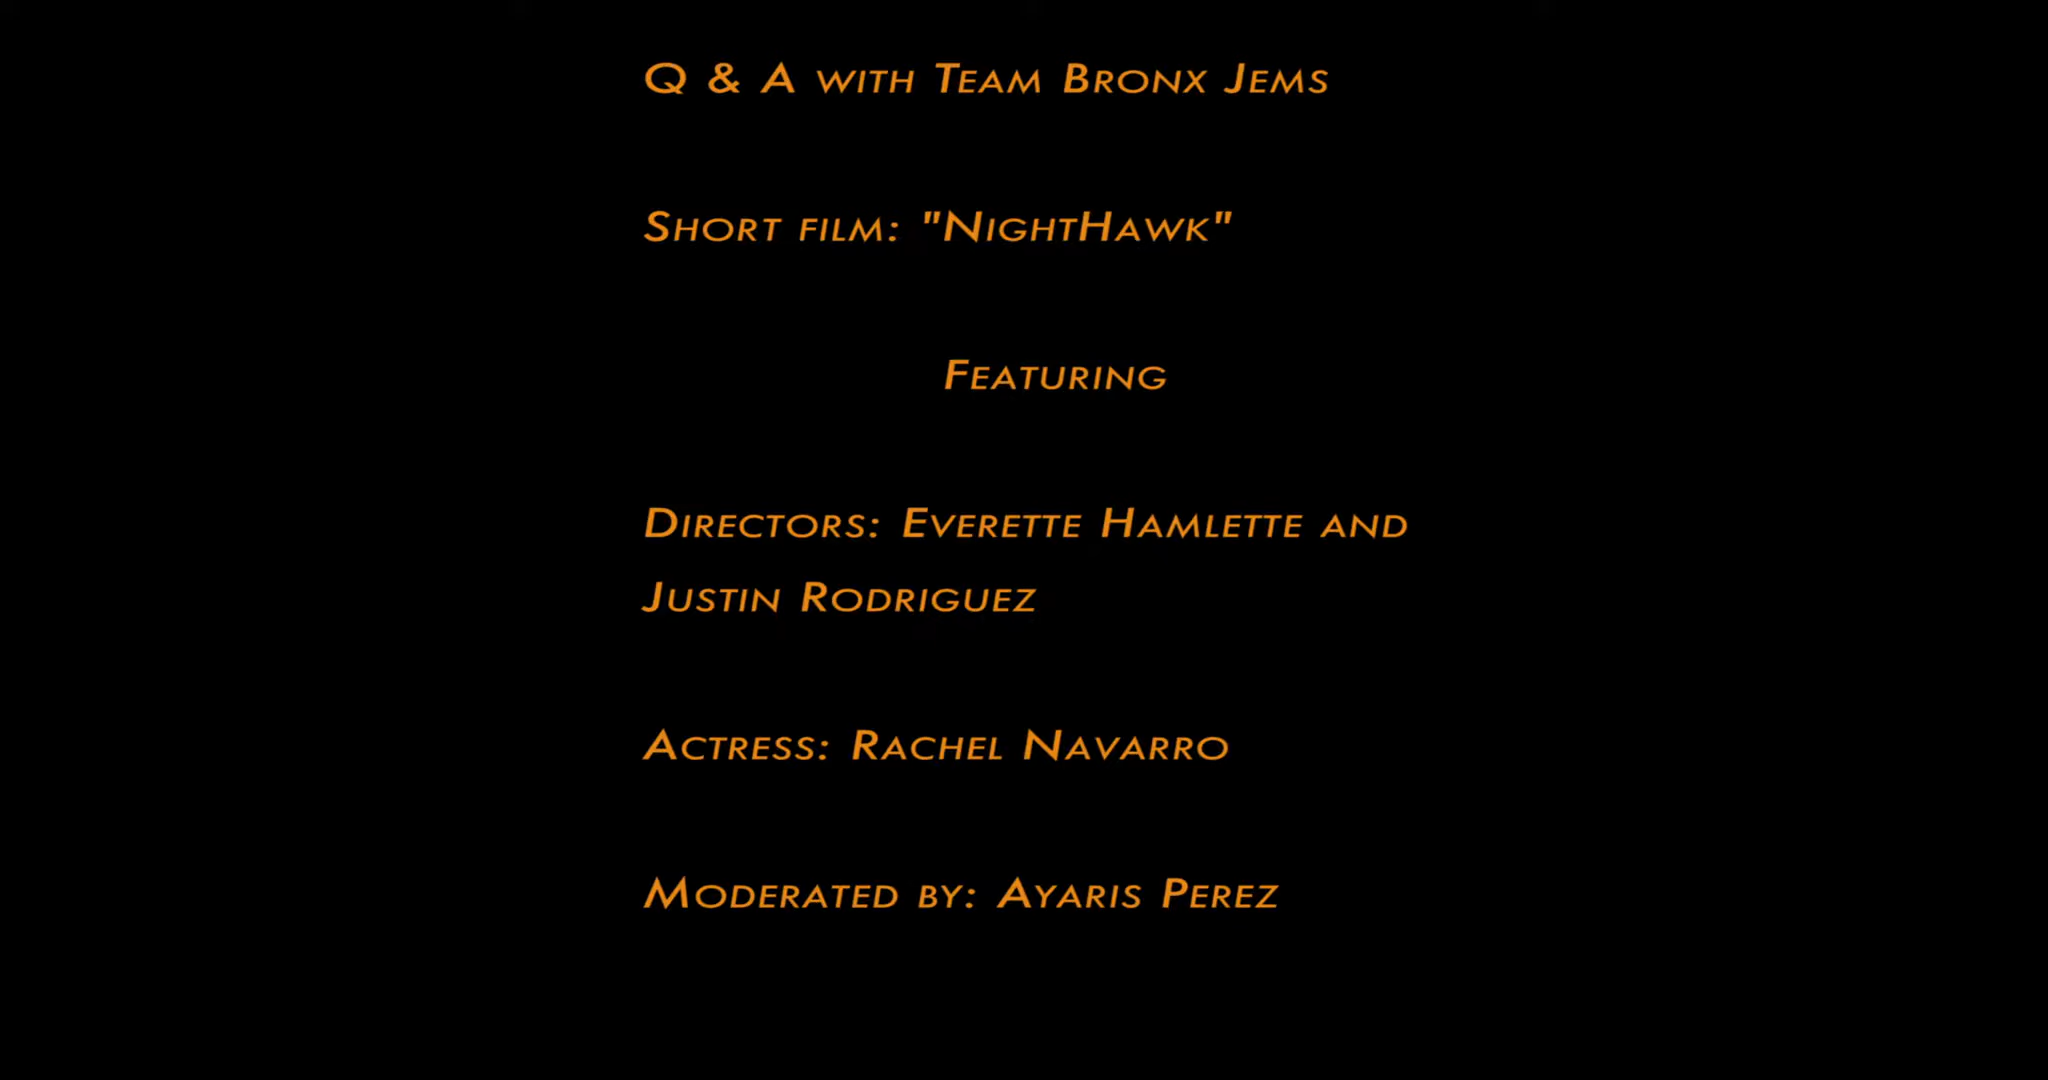 Q & A with Team Bronx Jems
Short film: "NightHawk"
Featuring
Directors: Everette Hamlette and
Justin Rodriguez
Actress: Rachel Navarro
Moderated by: Ayaris Perez